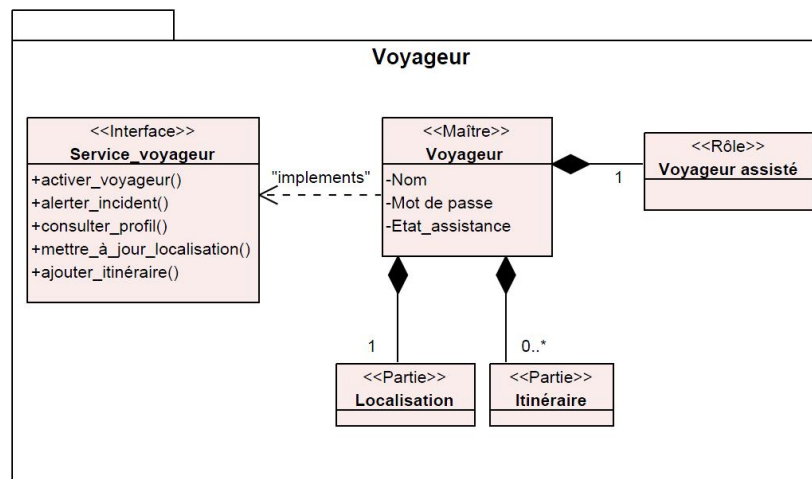 Voyageur
<<Interface>>
Service_voyageur
+activer_voyageur()
+alerter_incident()
+consulter_profil()
+mettre_à_jour_localisation()
+ajouter_itinéraire()
"implements"
<<Maître>>
Voyageur
-Nom
-Mot de passe
-Etat_assistance
1
<<Rôle>>
Voyageur assisté
1
<<Partie>>
Localisation
0..*
<<Partie>>
Itinéraire